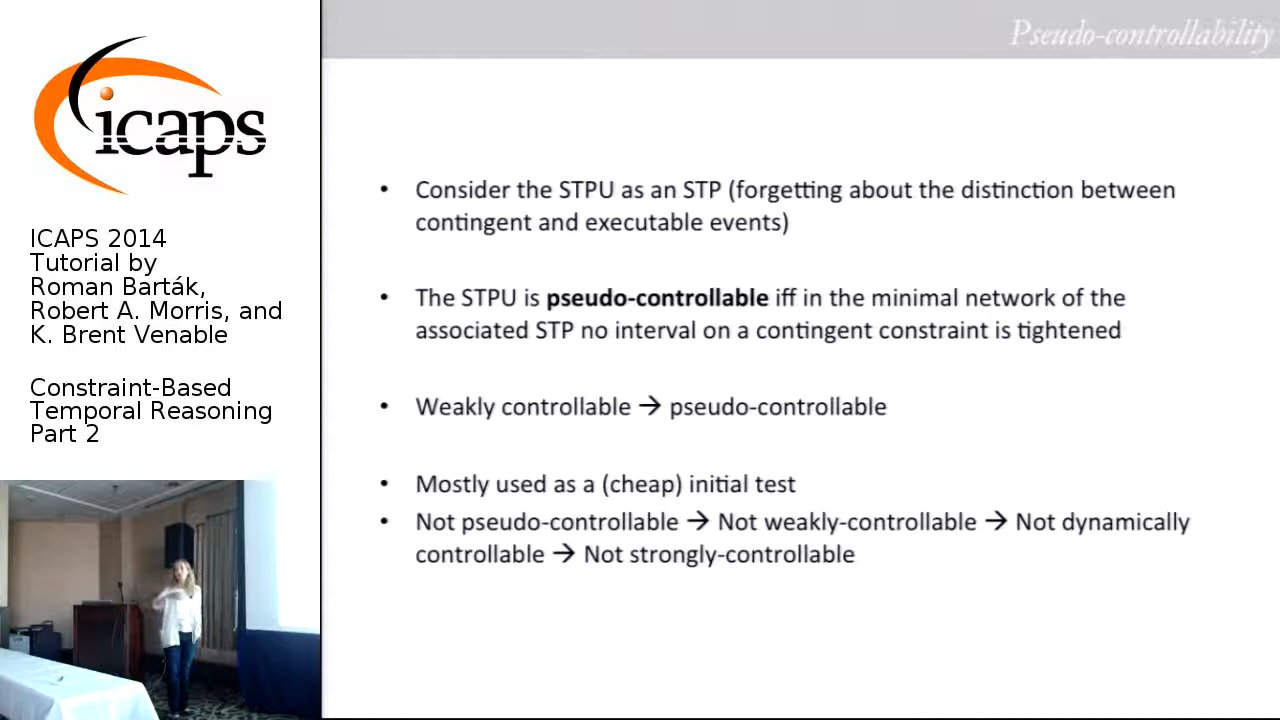 icaps
ICAPS 2014
Tutorial by
Roman Barták,
Robert A. Morris, and
K. Brent Venable
Constraint-Based
Temporal Reasoning
Part 2
Pseudo-controllability
• Consider the STPU as an STP (forgetting about the distinction between
contingent and executable events)
• The STPU is pseudo-controllable iff in the minimal network of the
associated STP no interval on a contingent constraint is tightened
• Weakly controllable → pseudo-controllable
• Mostly used as a (cheap) initial test
• Not pseudo-controllable → Not weakly-controllable → Not dynamically
controllable → Not strongly-controllable